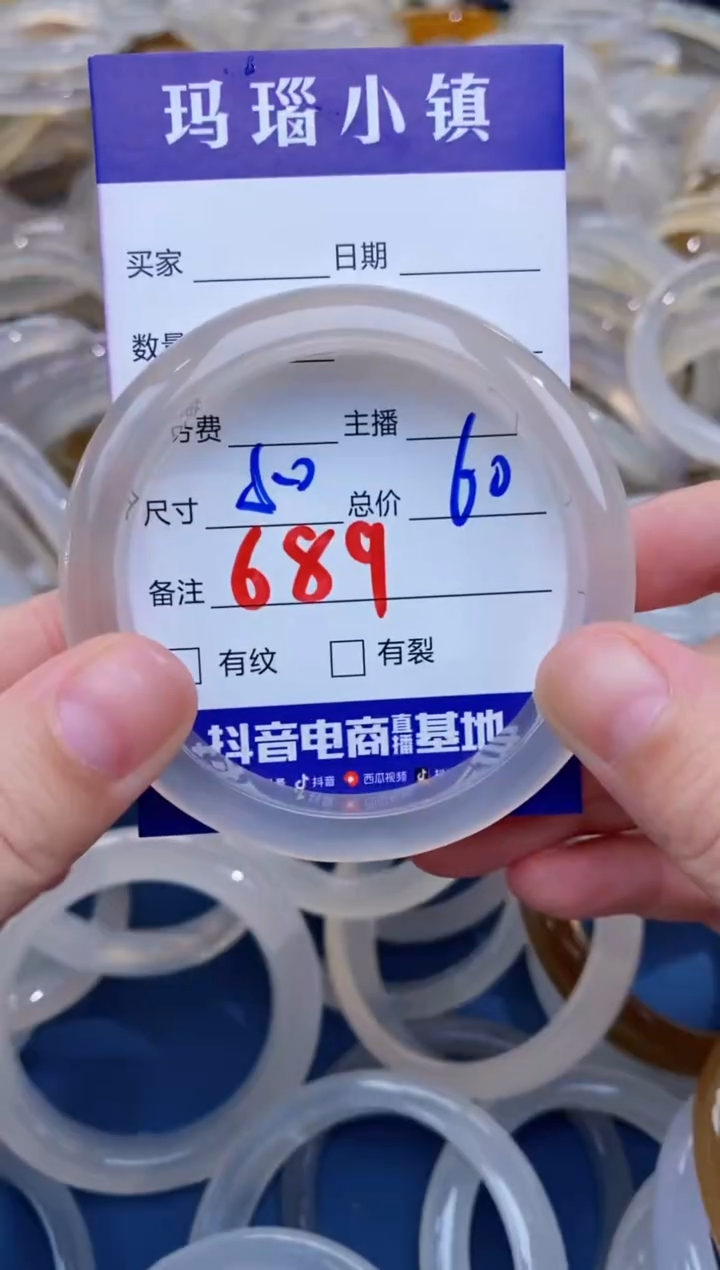 玛瑙小镇
买家 日期
数量
费 主播
尺寸 50 总价 60
备注 689
有纹 有裂
抖音电商直播基地
抖音 西瓜视频